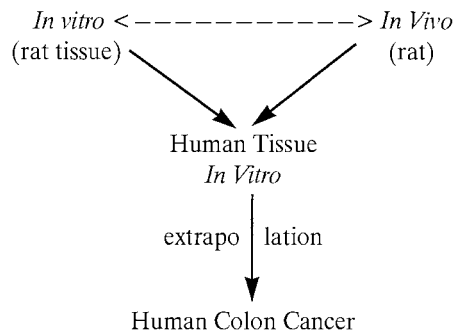 In vitro < – – – – – – – – – – – – – > In Vivo
(rat tissue) (rat)
Human Tissue
In Vitro
extrapo lation
Human Colon Cancer